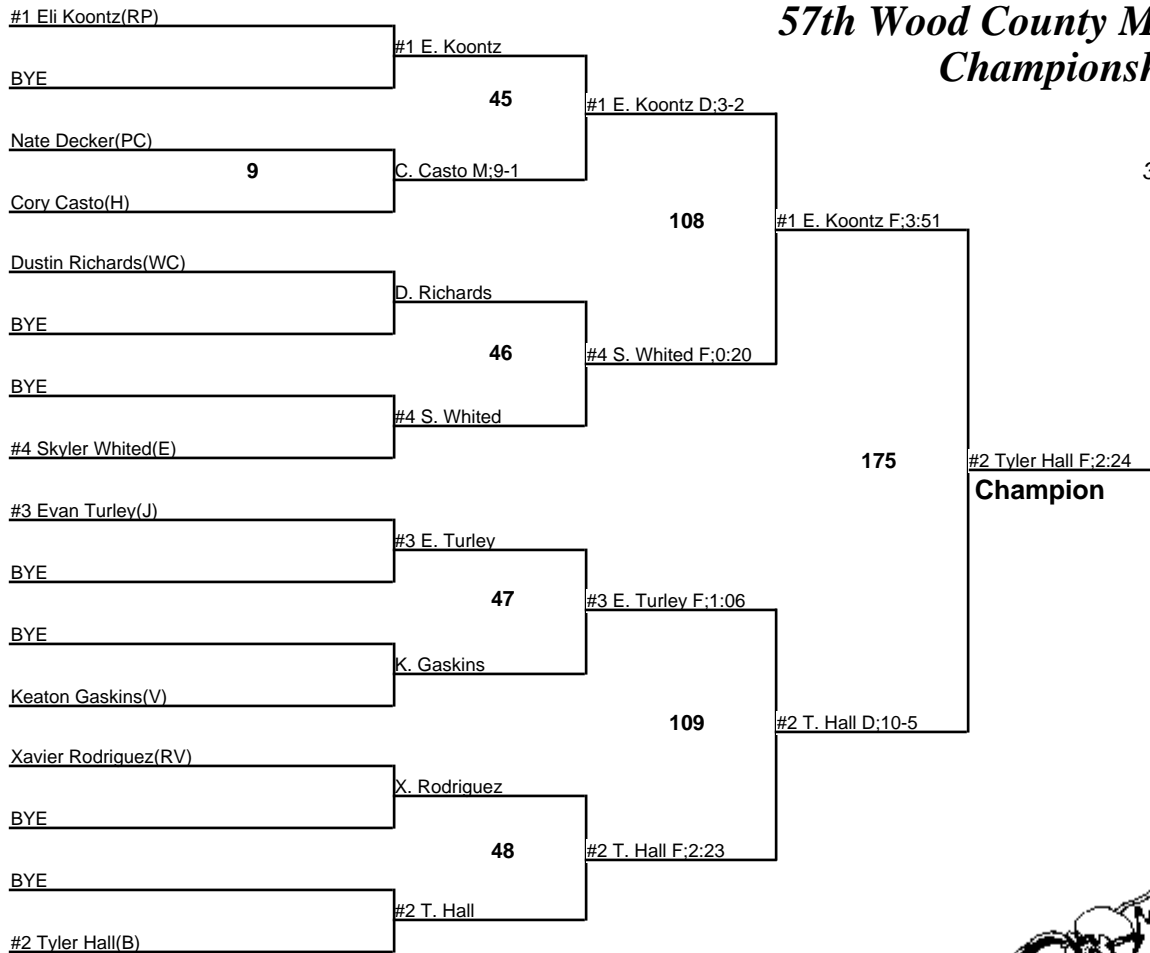 #1 Eli Koontz(RP)
57th Wood County M
#1 E. Koontz
Championsh
BYE
45
#1 E. Koontz D;3-2
Nate Decker(PC)
9
C. Casto M;9-1
3
Cory Casto(H)
108
#1 E. Koontz F;3:51
Dustin Richards(WC)
D. Richards
BYE
46
#4 S. Whited F;0:20
BYE
#4 S. Whited
#4 Skyler Whited(E)
175
#2 Tyler Hall F;2:24
Champion
#3 Evan Turley(J)
#3 E. Turley
BYE
47
#3 E. Turley F;1:06
BYE
K. Gaskins
Keaton Gaskins(V)
109
#2 T. Hall D;10-5
Xavier Rodriguez(RV)
X. Rodriguez
BYE
48
#2 T. Hall F;2:23
BYE
#2 T. Hall
#2 Tyler Hall(B)